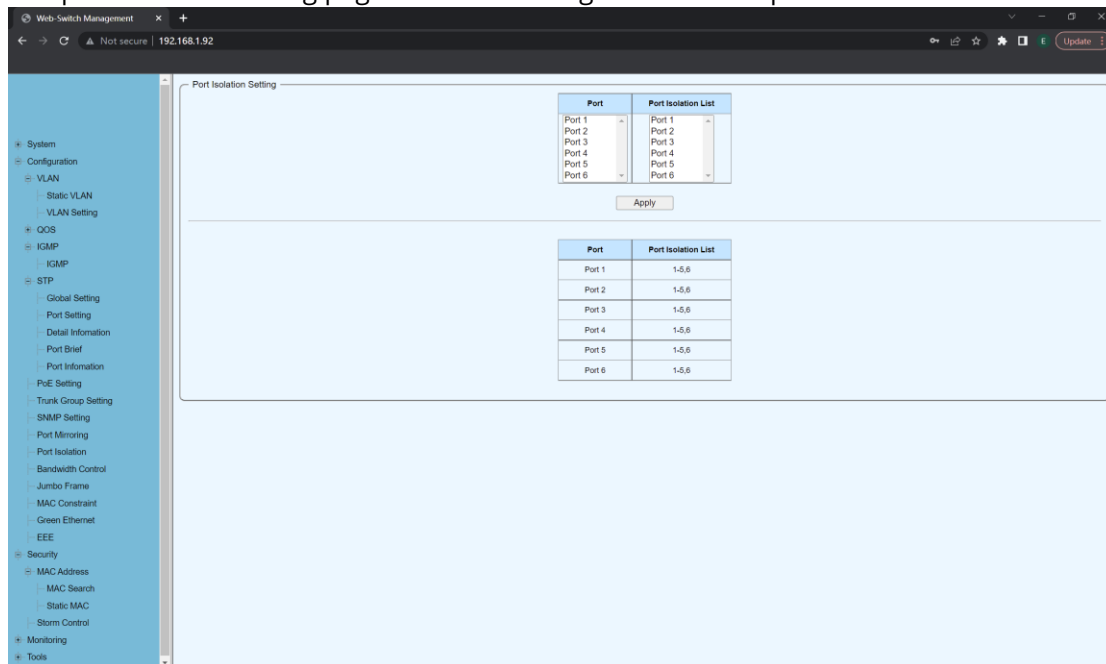 Web-Switch Management
Not secure | 192.168.1.92
E
Update
System
Configuration
VLAN
Static VLAN
VLAN Setting
QOS
IGMP
IGMP
STP
Global Setting
Port Setting
Detail Infomation
Port Brief
Port Infomation
PoE Setting
Trunk Group Setting
SNMP Setting
Port Mirroring
Port Isolation
Bandwidth Control
Jumbo Frame
MAC Constraint
Green Ethernet
EEE
Security
MAC Address
MAC Search
Static MAC
Storm Control
Monitoring
Tools
Port Isolation Setting
Port Port Isolation List
Port 1 Port 1
Port 2 Port 2
Port 3 Port 3
Port 4 Port 4
Port 5 Port 5
Port 6 Port 6
Apply
Port Port Isolation List
Port 1 1-5,6
Port 2 1-5,6
Port 3 1-5,6
Port 4 1-5,6
Port 5 1-5,6
Port 6 1-5,6